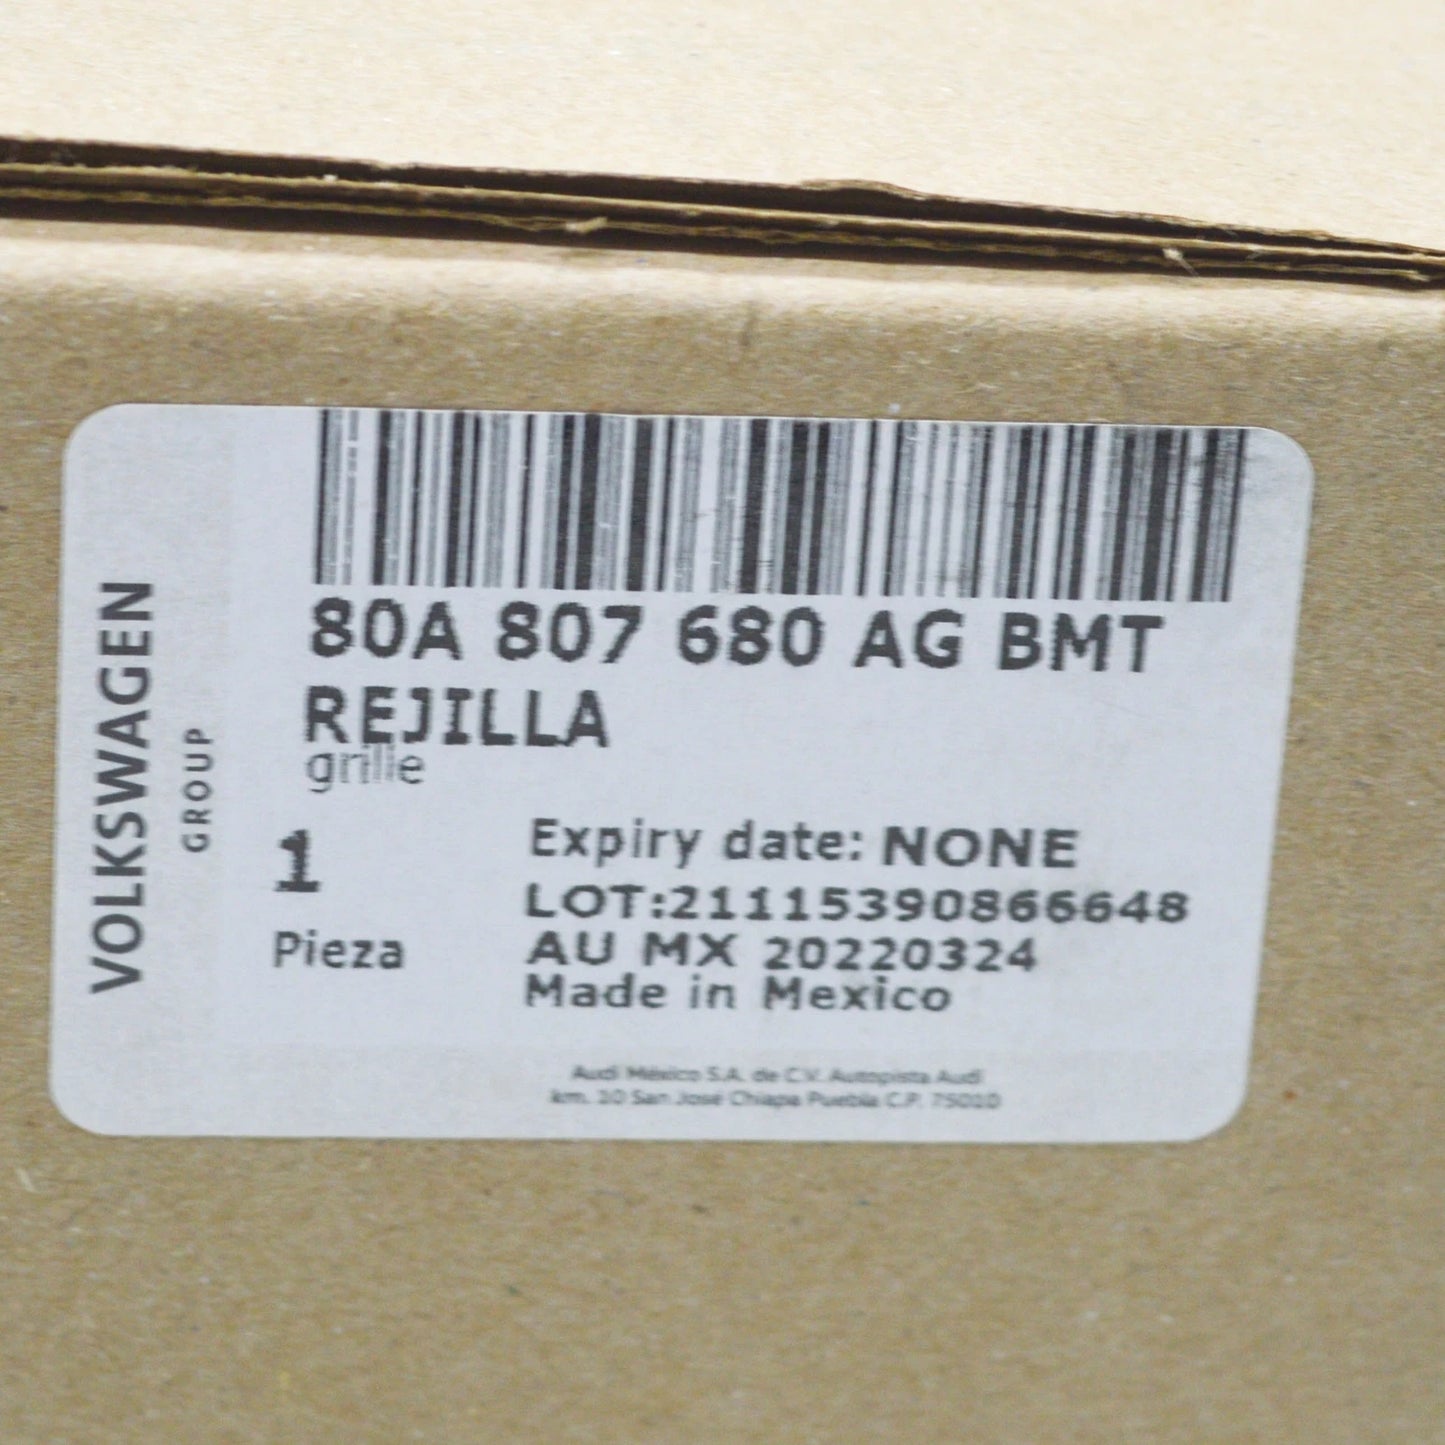 VOLKSWAGEN
GROUP
80A 807 680 AG BMT
REJILLA
grille
1
Pieza
Expiry date: NONE
LOT:21115390866648
AU MX 20220324
Made in Mexico
Audi México S.A. de C.V. Autopista Audi
km. 10 San José Chiapa Puebla C.P. 75010